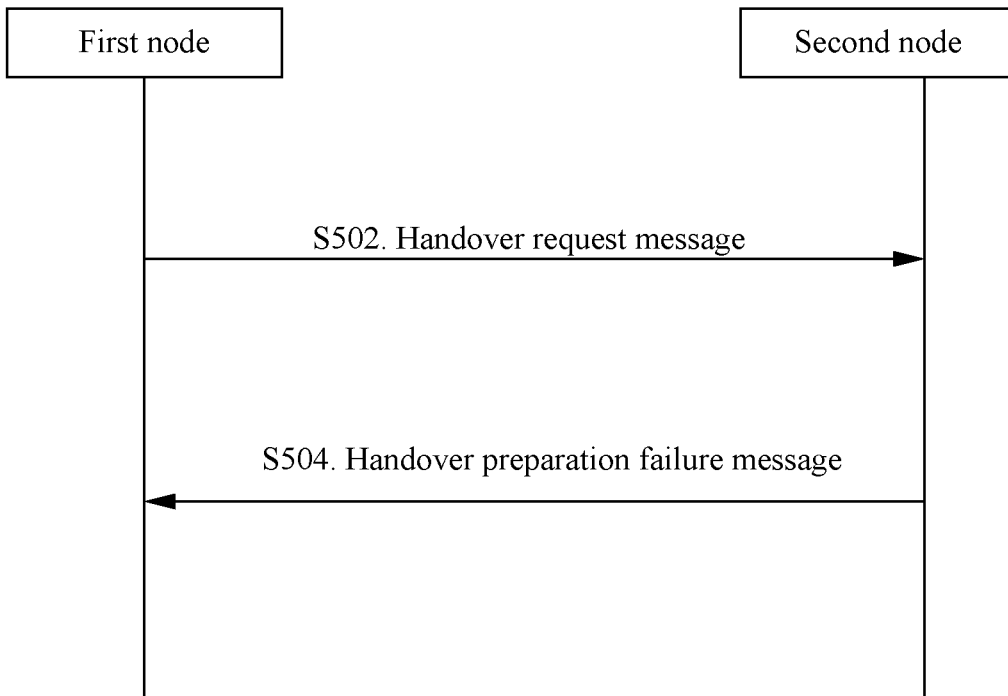 First node
Second node
S502. Handover request message
S504. Handover preparation failure message